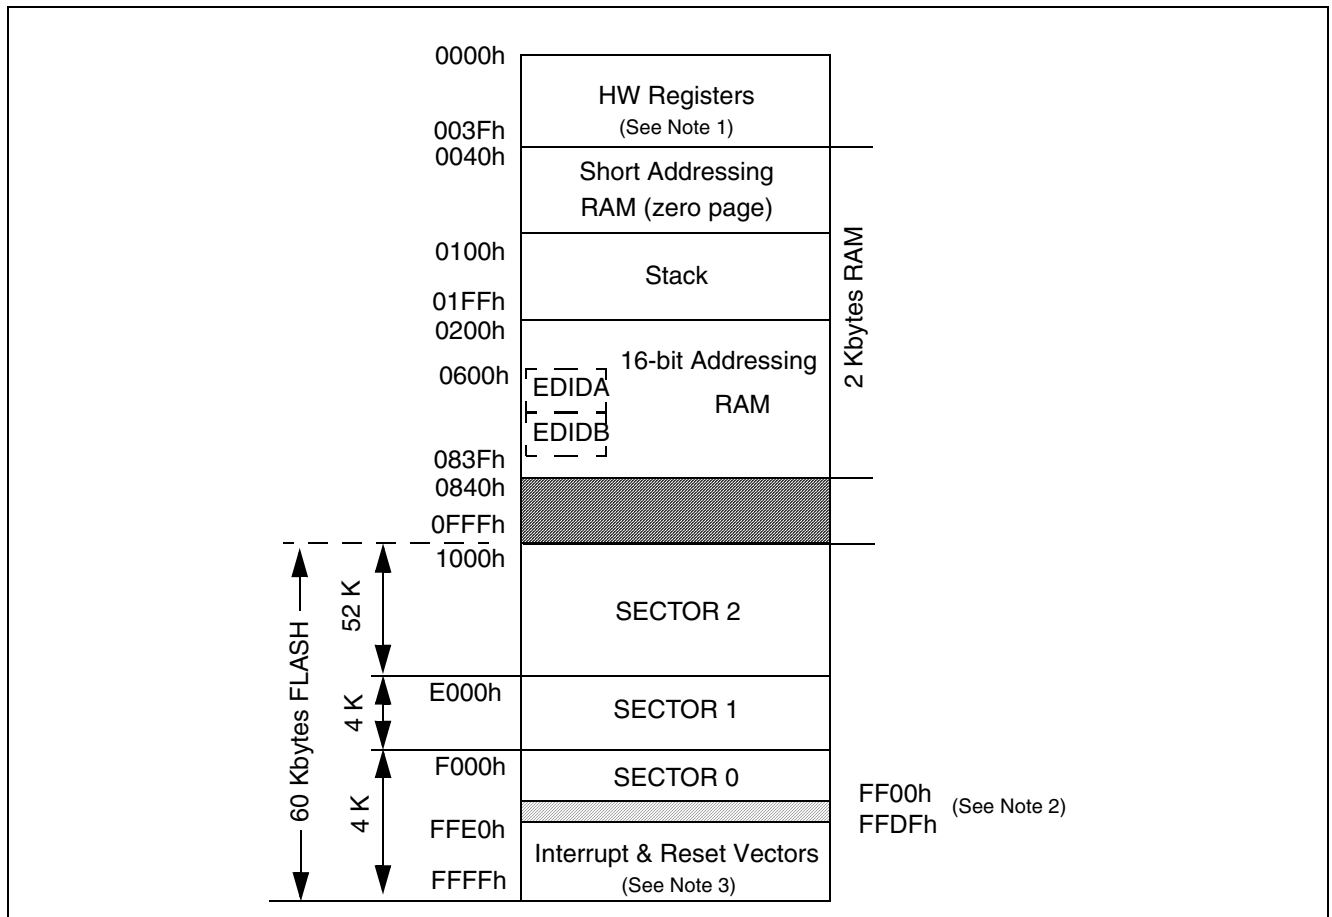 0000h
HW Registers
(See Note 1)
003Fh
0040h
Short Addressing
RAM (zero page)
0100h
Stack
01FFh
0200h
16-bit Addressing
RAM
0600h
EDIDA
EDIDB
083Fh
0840h
0FFFh
1000h
2 Kbytes RAM
SECTOR 2
52 K
60 Kbytes FLASH
E000h
SECTOR 1
4 K
F000h
SECTOR 0
4 K
FF00h
(See Note 2)
FFDFh
FFE0h
Interrupt & Reset Vectors
(See Note 3)
FFFFh